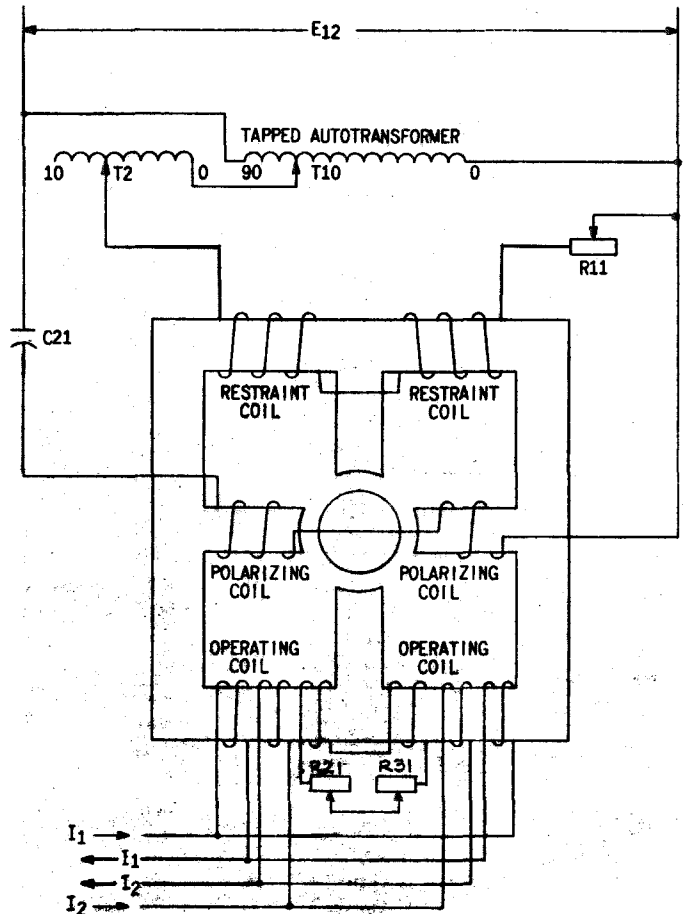 E12
TAPPED AUTOTRANSFORMER
10 T2 0 90 T10 0
R11
C21
RESTRAINT COIL
RESTRAINT COIL
POLARIZING COIL
POLARIZING COIL
OPERATING COIL
OPERATING COIL
R21 R31
I1
I1
I2
I2